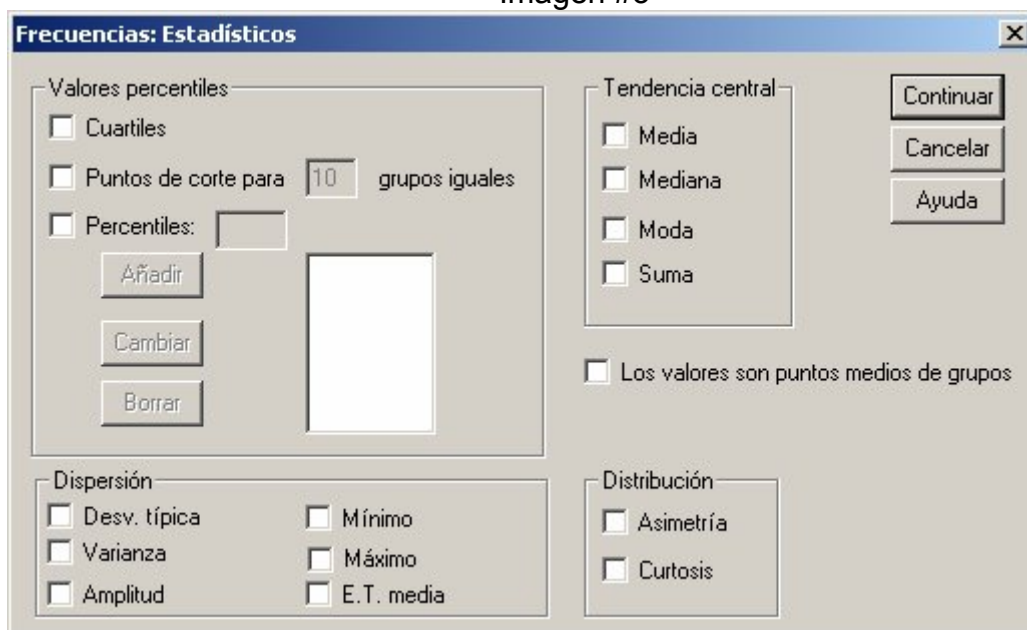 Frecuencias: Estadísticos
Valores percentiles
Cuartiles
Puntos de corte para 10 grupos iguales
Percentiles:
Añadir
Cambiar
Borrar
Tendencia central
Media
Mediana
Moda
Suma
Continuar
Cancelar
Ayuda
Los valores son puntos medios de grupos
Dispersión
Desv. típica
Varianza
Amplitud
Mínimo
Máximo
E.T. media
Distribución
Asimetría
Curtosis